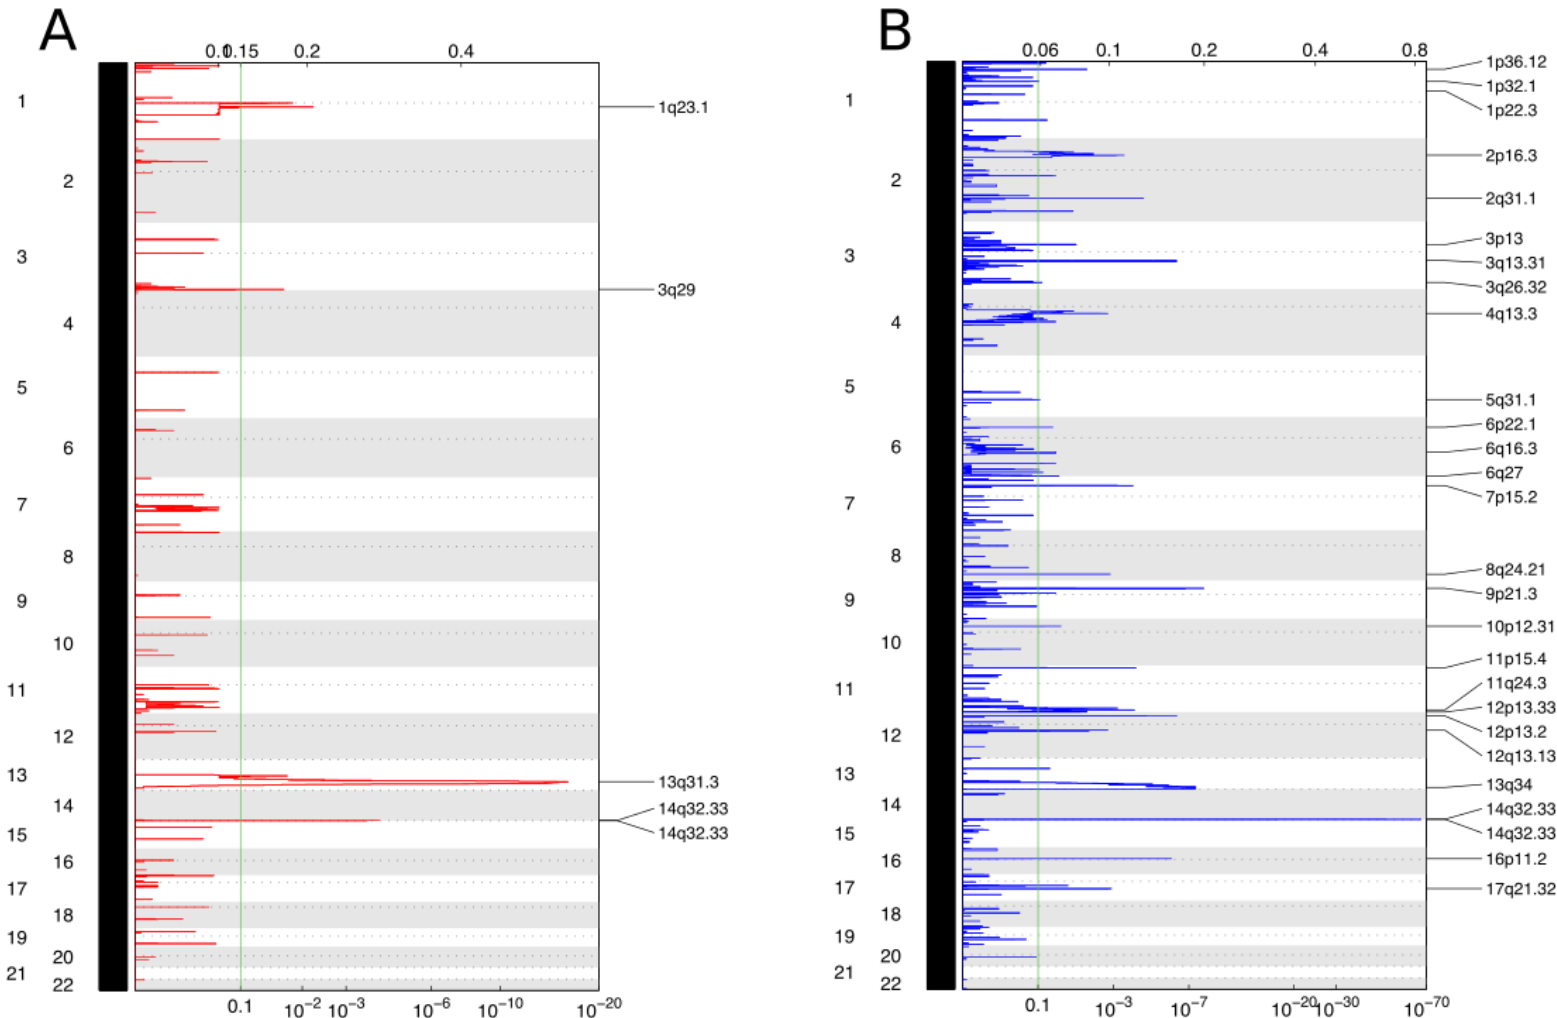 A
0.1 0.15 0.2 0.4
1
2
3
4
5
6
7
8
9
10
11
12
13
14
15
16
17
18
19
20
21
22
1q23.1
3q29
13q31.3
14q32.33
14q32.33
0.1 10−2 10−3 10−6 10−10 10−20
B
0.06 0.1 0.2 0.4 0.8
1
2
3
4
5
6
7
8
9
10
11
12
13
14
15
16
17
18
19
20
21
22
1p36.12
1p32.1
1p22.3
2p16.3
2q31.1
3p13
3q13.31
3q26.32
4q13.3
5q31.1
6p22.1
6q16.3
6q27
7p15.2
8q24.21
9p21.3
10p12.31
11p15.4
11q24.3
12p13.33
12p13.2
12q13.13
13q34
14q32.33
14q32.33
16p11.2
17q21.32
0.1 10−3 10−7 10−20 10−30 10−70